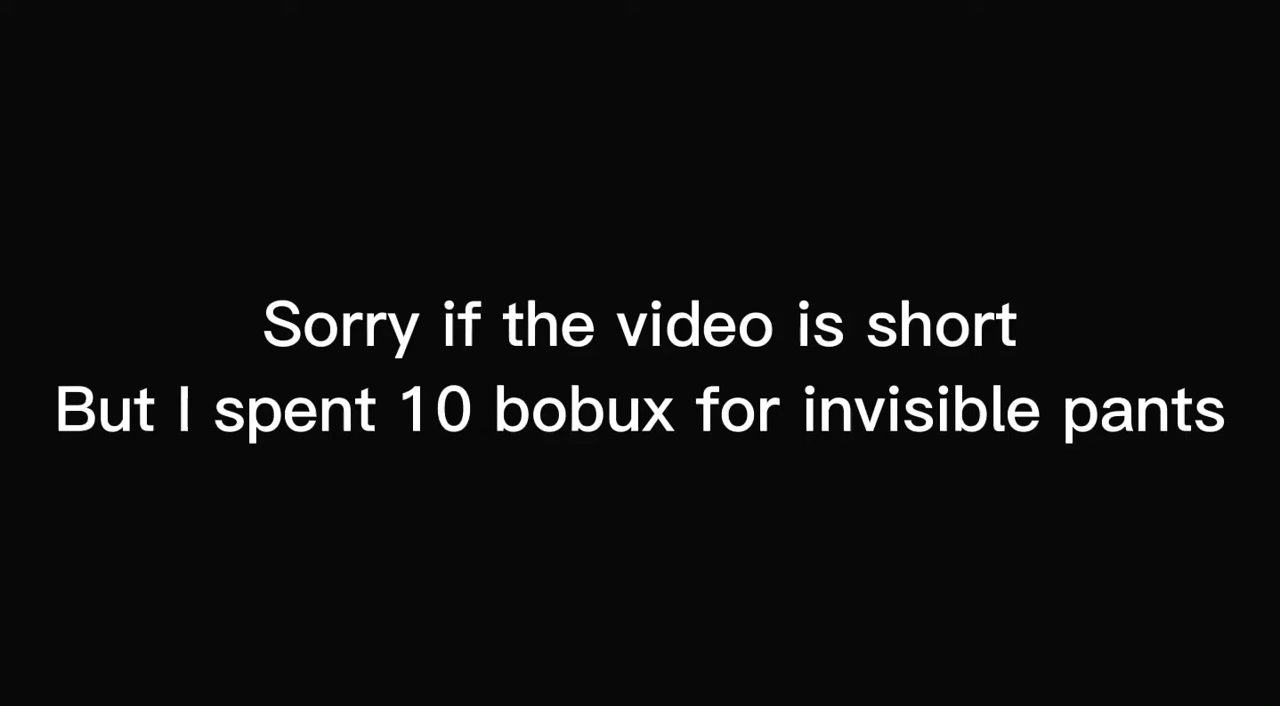 Sorry if the video is short
But I spent 10 bobux for invisible pants